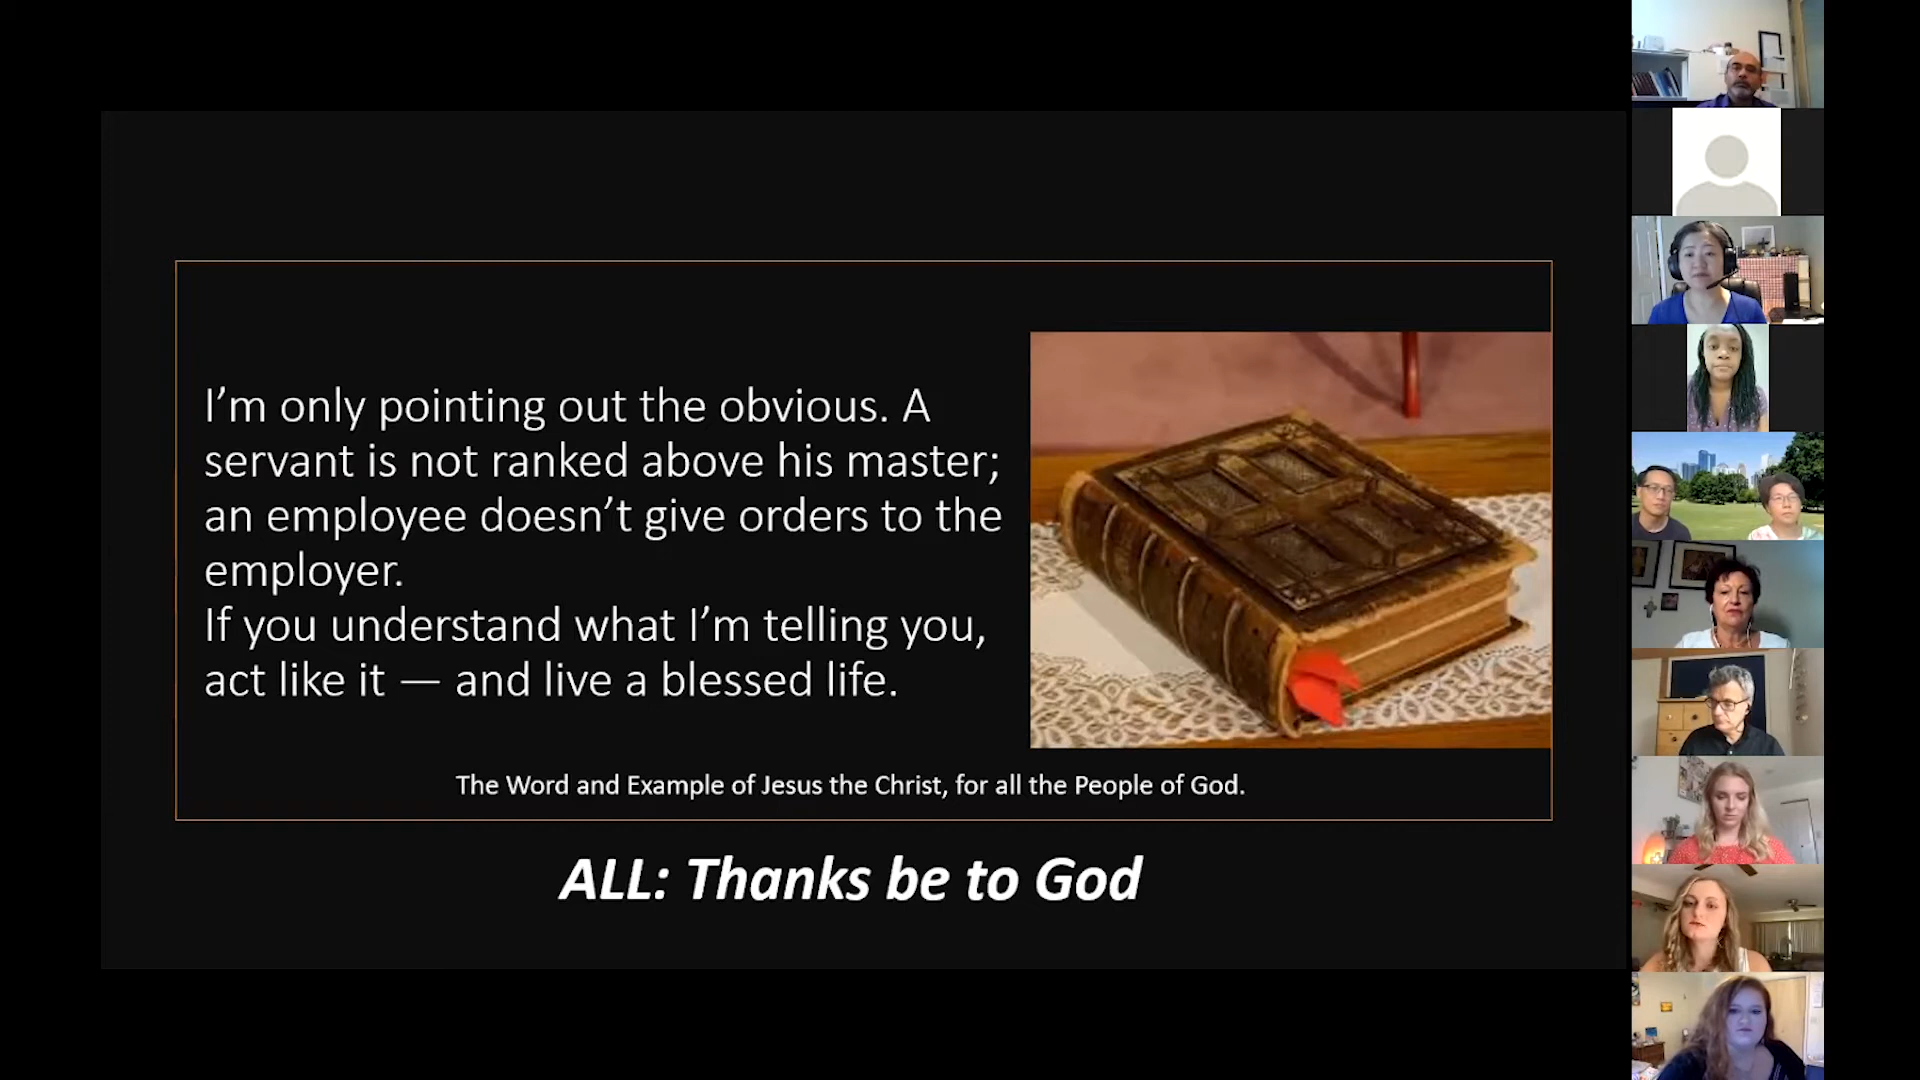 I’m only pointing out the obvious. A
servant is not ranked above his master;
an employee doesn’t give orders to the
employer.
If you understand what I’m telling you,
act like it — and live a blessed life.
The Word and Example of Jesus the Christ, for all the People of God.
ALL: Thanks be to God